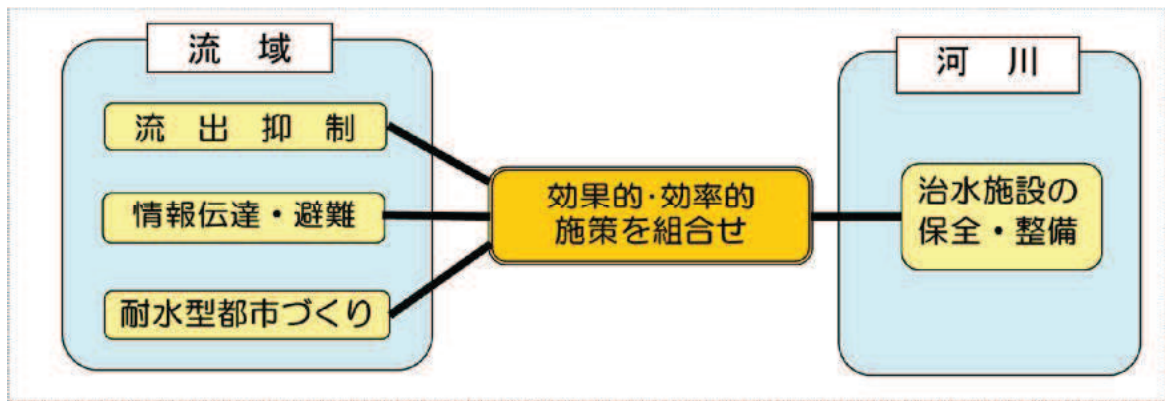 流域
流出抑制
情報伝達・避難
耐水型都市づくり
効果的・効率的
施策を組合せ
河川
治水施設の
保全・整備